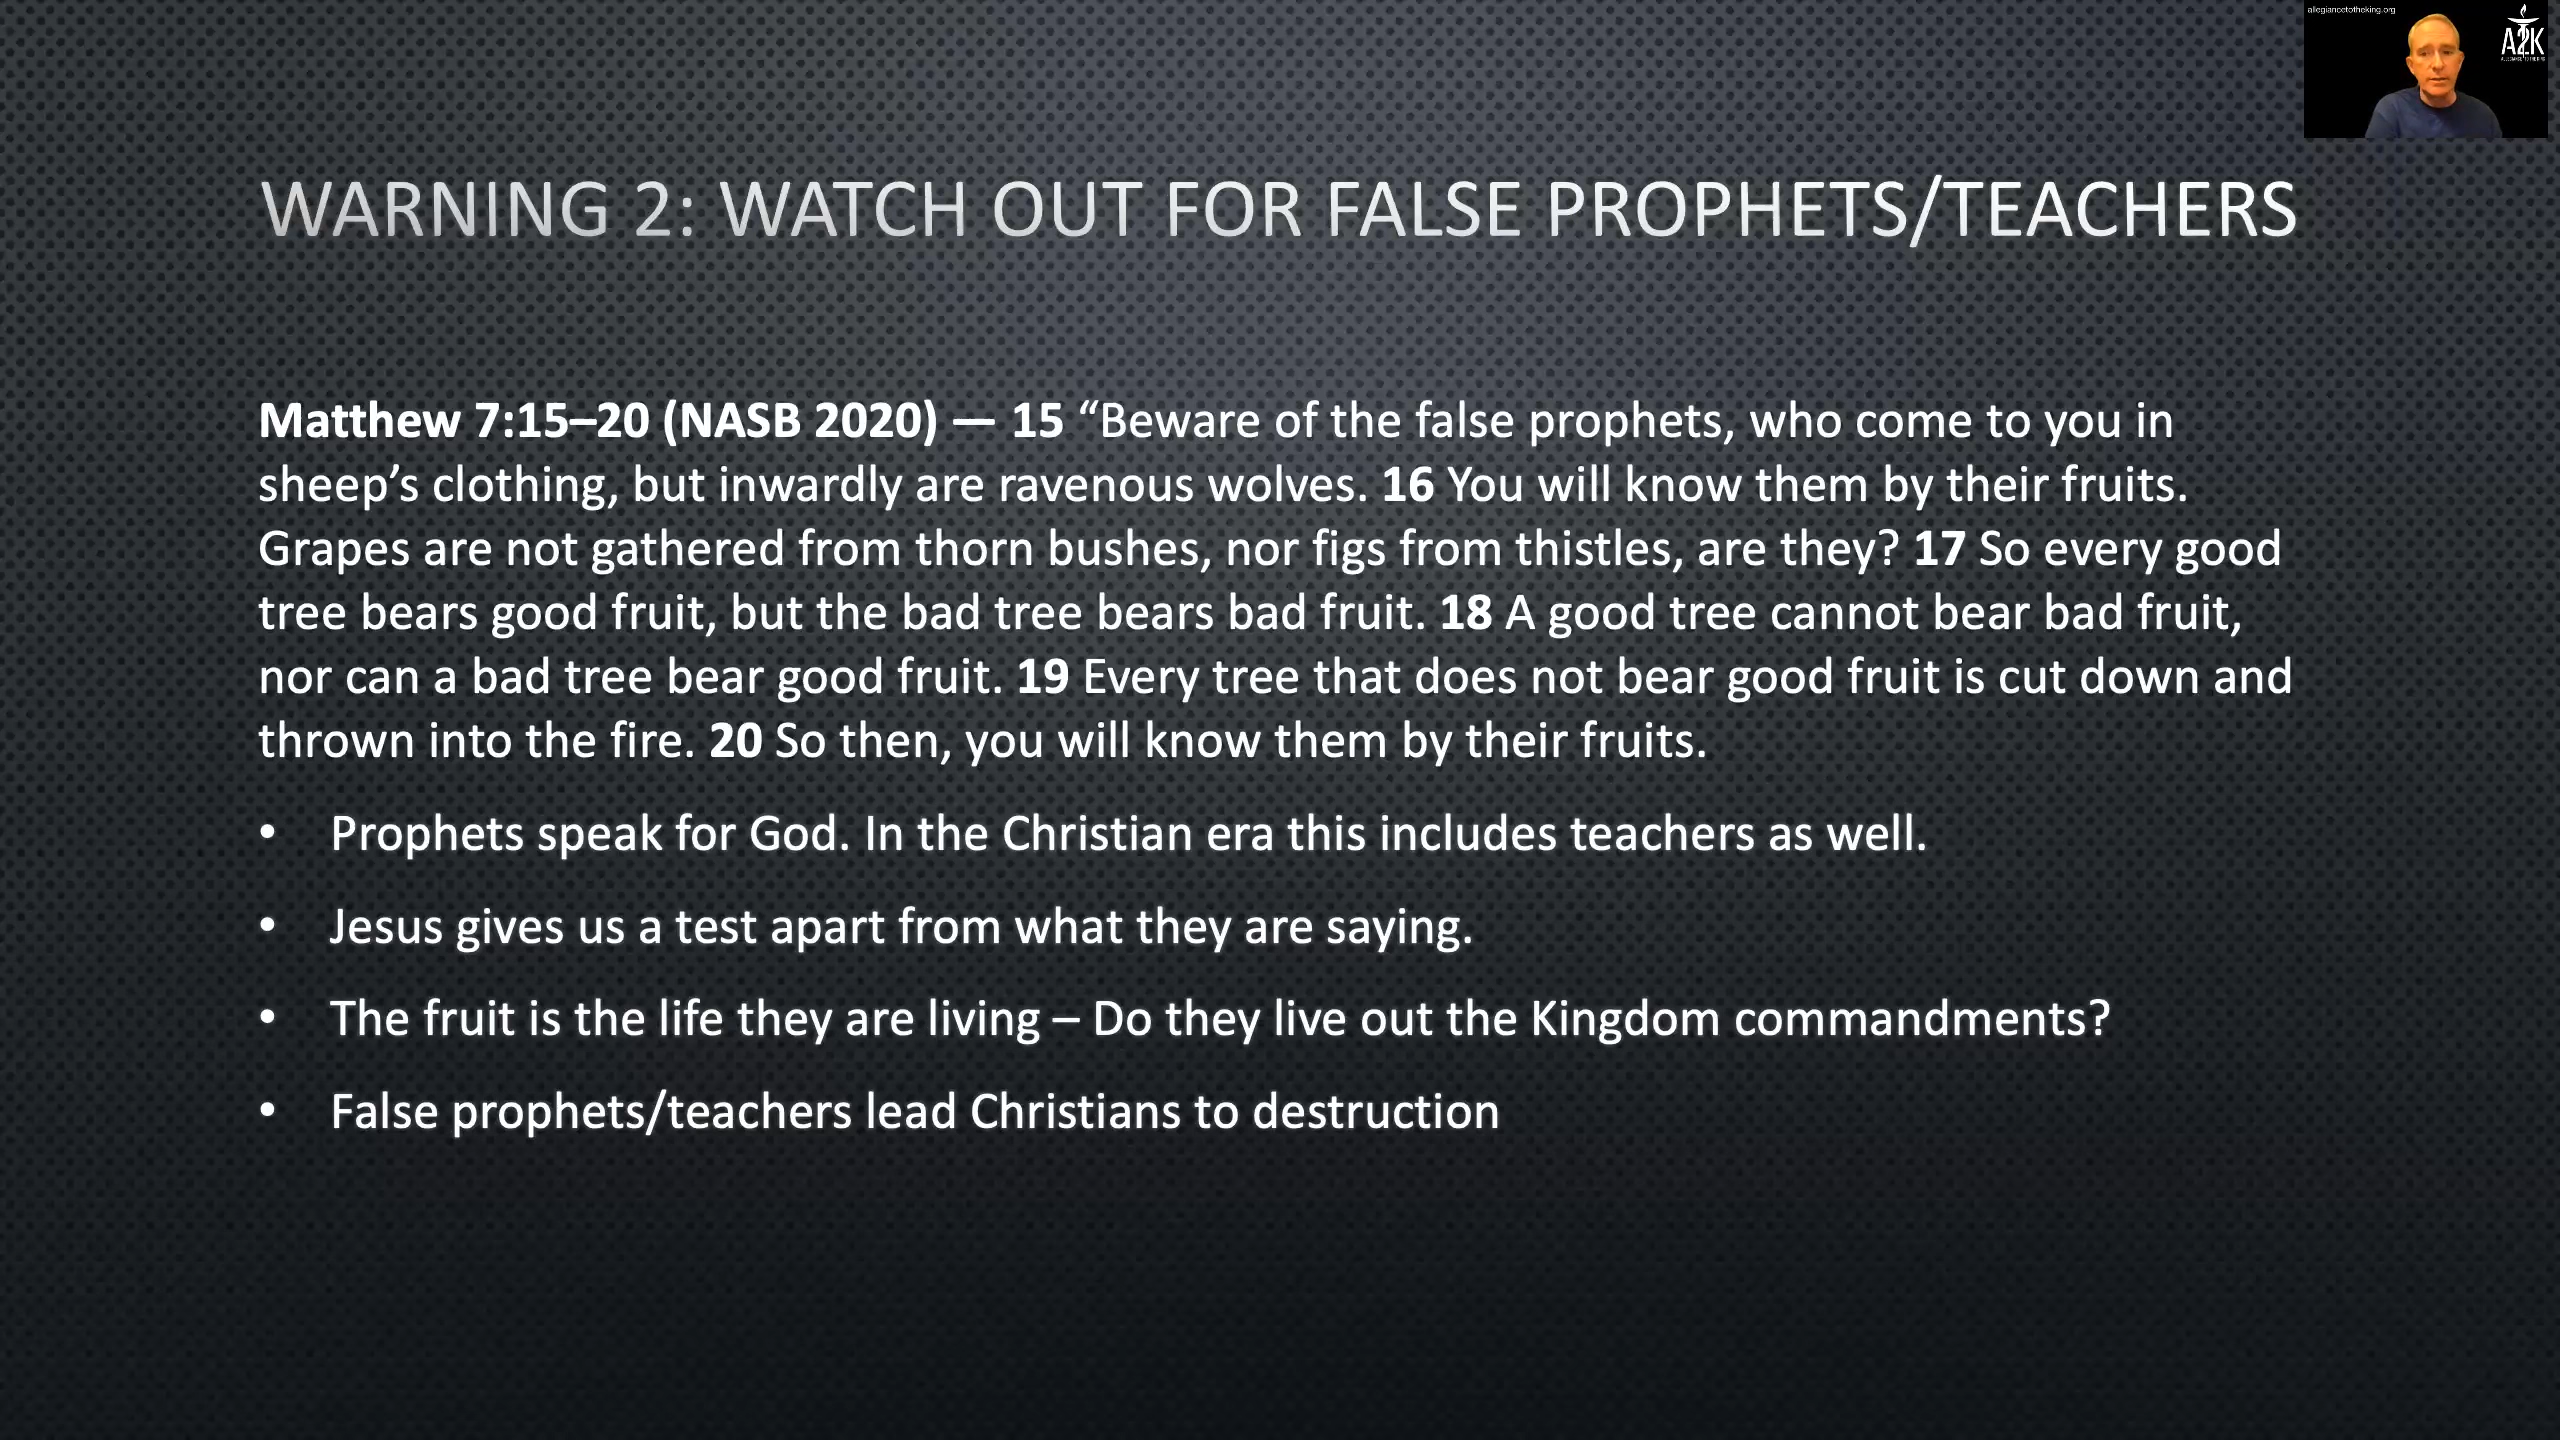 allegiancetotheking.org
A2K
ALLEGIANCE TO THE KING
WARNING 2: WATCH OUT FOR FALSE PROPHETS/TEACHERS
Matthew 7:15–20 (NASB 2020) — 15 “Beware of the false prophets, who come to you in
sheep’s clothing, but inwardly are ravenous wolves. 16 You will know them by their fruits.
Grapes are not gathered from thorn bushes, nor figs from thistles, are they? 17 So every good
tree bears good fruit, but the bad tree bears bad fruit. 18 A good tree cannot bear bad fruit,
nor can a bad tree bear good fruit. 19 Every tree that does not bear good fruit is cut down and
thrown into the fire. 20 So then, you will know them by their fruits.
• Prophets speak for God. In the Christian era this includes teachers as well.
• Jesus gives us a test apart from what they are saying.
• The fruit is the life they are living – Do they live out the Kingdom commandments?
• False prophets/teachers lead Christians to destruction